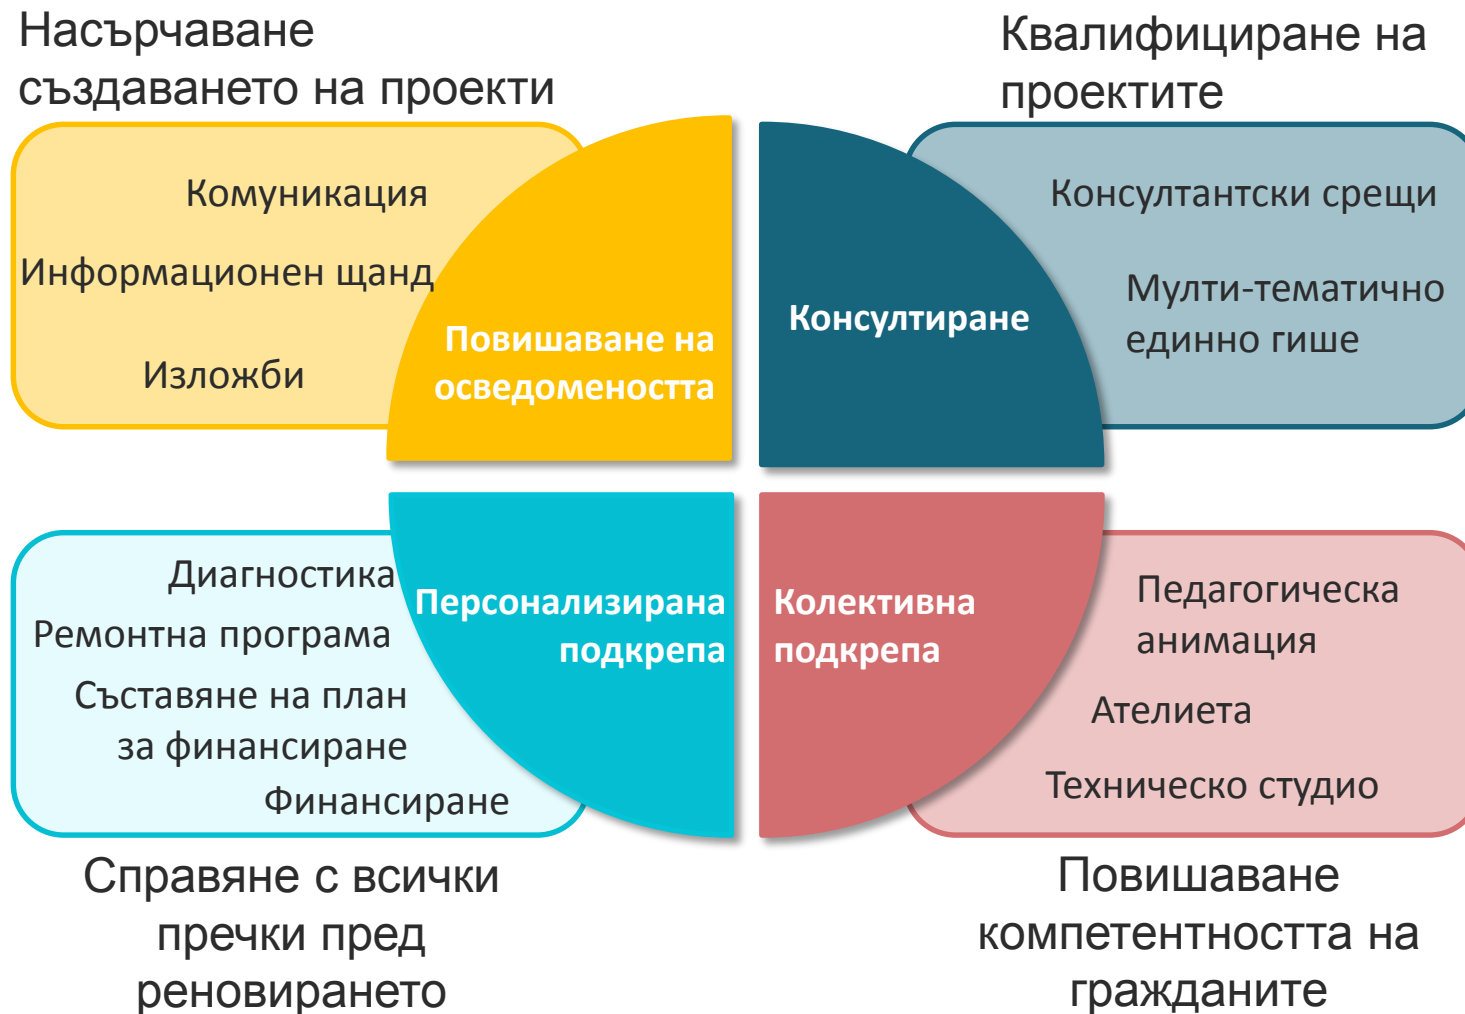 Насърчаване
създаването на проекти
Комуникация
Информационен щанд
Изложби
Повишаване на
осведомеността
Квалифициране на
проектите
Консултиране
Консултантски срещи
Мулти-тематично
единно гише
Диагностика
Ремонтна програма
Съставяне на план
за финансиране
Финансиране
Персонализирана
подкрепа
Справяне с всички
пречки пред
реновирането
Колективна
подкрепа
Педагогическа
анимация
Ателиета
Техническо студио
Повишаване
компетентността на
гражданите